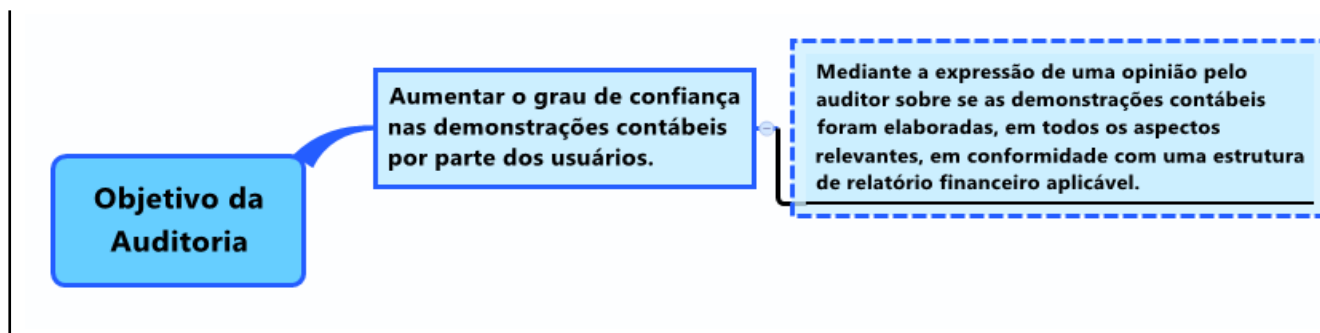 Objetivo da
Auditoria
Aumentar o grau de confiança
nas demonstrações contábeis
por parte dos usuários.
Mediante a expressão de uma opinião pelo
auditor sobre se as demonstrações contábeis
foram elaboradas, em todos os aspectos
relevantes, em conformidade com uma estrutura
de relatório financeiro aplicável.